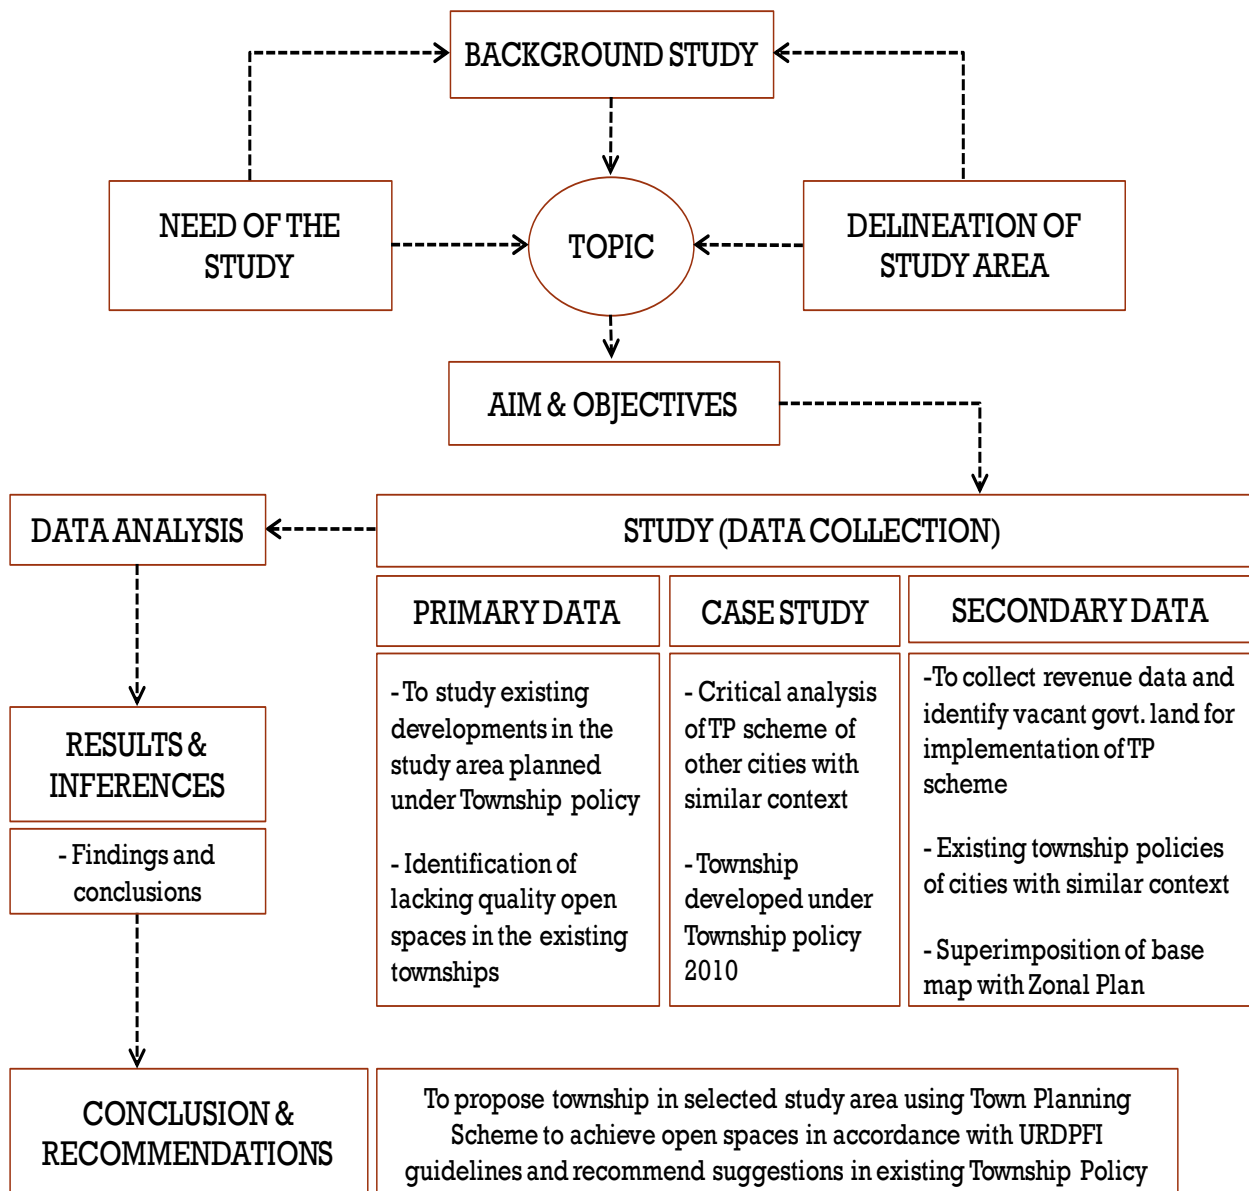 BACKGROUND STUDY
NEED OF THE
STUDY
TOPIC
DELINEATION OF
STUDY AREA
AIM & OBJECTIVES
DATA ANALYSIS
STUDY (DATA COLLECTION)
PRIMARY DATA
CASE STUDY
SECONDARY DATA
- To study existing
developments in the
study area planned
under Township policy
- Identification of
lacking quality open
spaces in the existing
townships
- Critical analysis
of TP scheme of
other cities with
similar context
- Township
developed under
Township policy
2010
-To collect revenue data and
identify vacant govt. land for
implementation of TP
scheme
- Existing township policies
of cities with similar context
- Superimposition of base
map with Zonal Plan
RESULTS &
INFERENCES
- Findings and
conclusions
CONCLUSION &
RECOMMENDATIONS
To propose township in selected study area using Town Planning
Scheme to achieve open spaces in accordance with URDPFI
guidelines and recommend suggestions in existing Township Policy